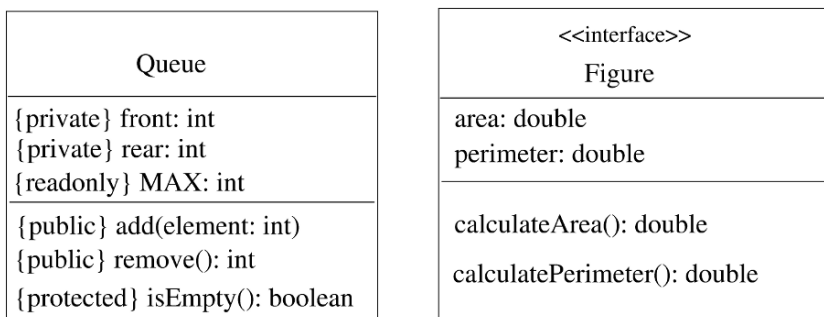 Queue
{private} front: int
{private} rear: int
{readonly} MAX: int
{public} add(element: int)
{public} remove(): int
{protected} isEmpty(): boolean
<<interface>>
Figure
area: double
perimeter: double
calculateArea(): double
calculatePerimeter(): double